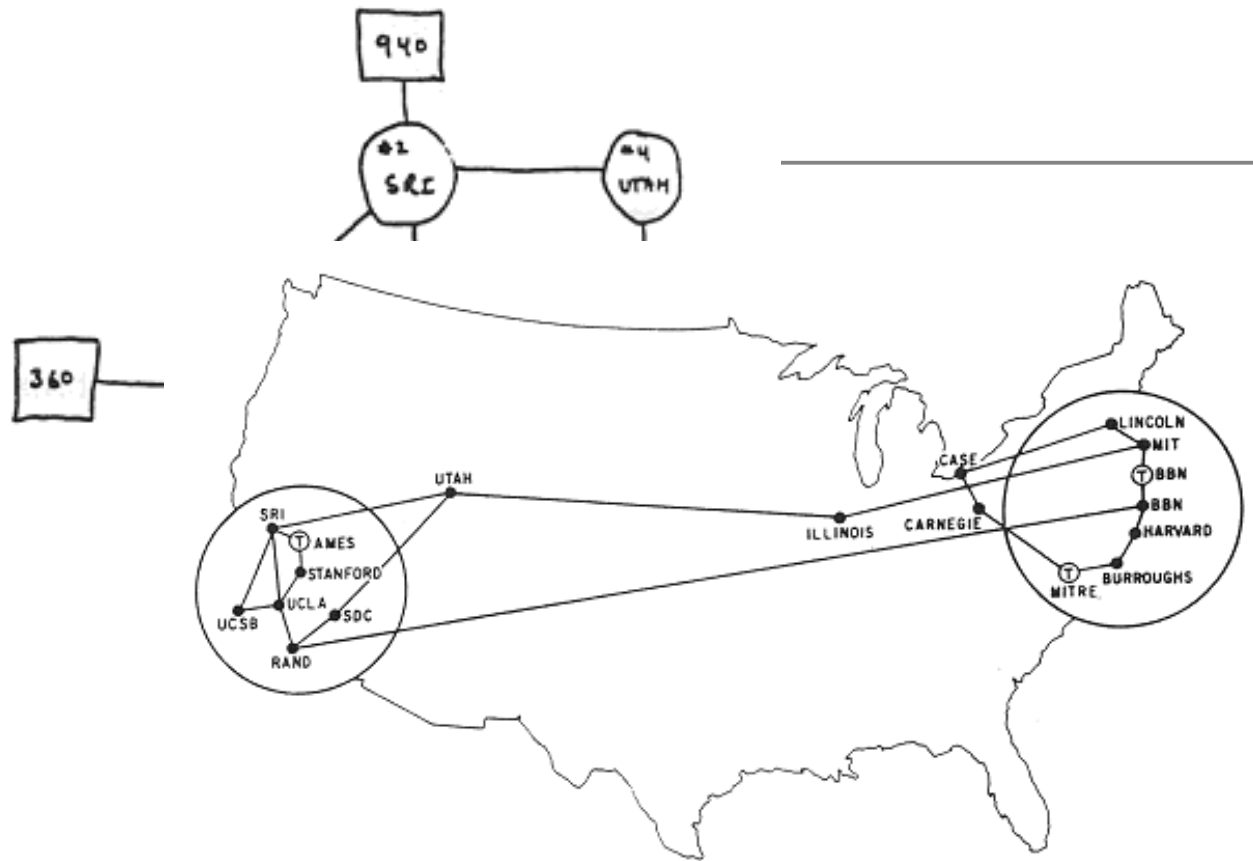 940
#2
SRI
#4
UTAH
360
LINCOLN
MIT
CASE
BBN
UTAH
BBN
SRI
CARNEGIE
ILLINOIS
HARVARD
T AMES
STANFORD
T
BURROUGHS
MITRE
UCLA
SDC
UCSB
RAND
T